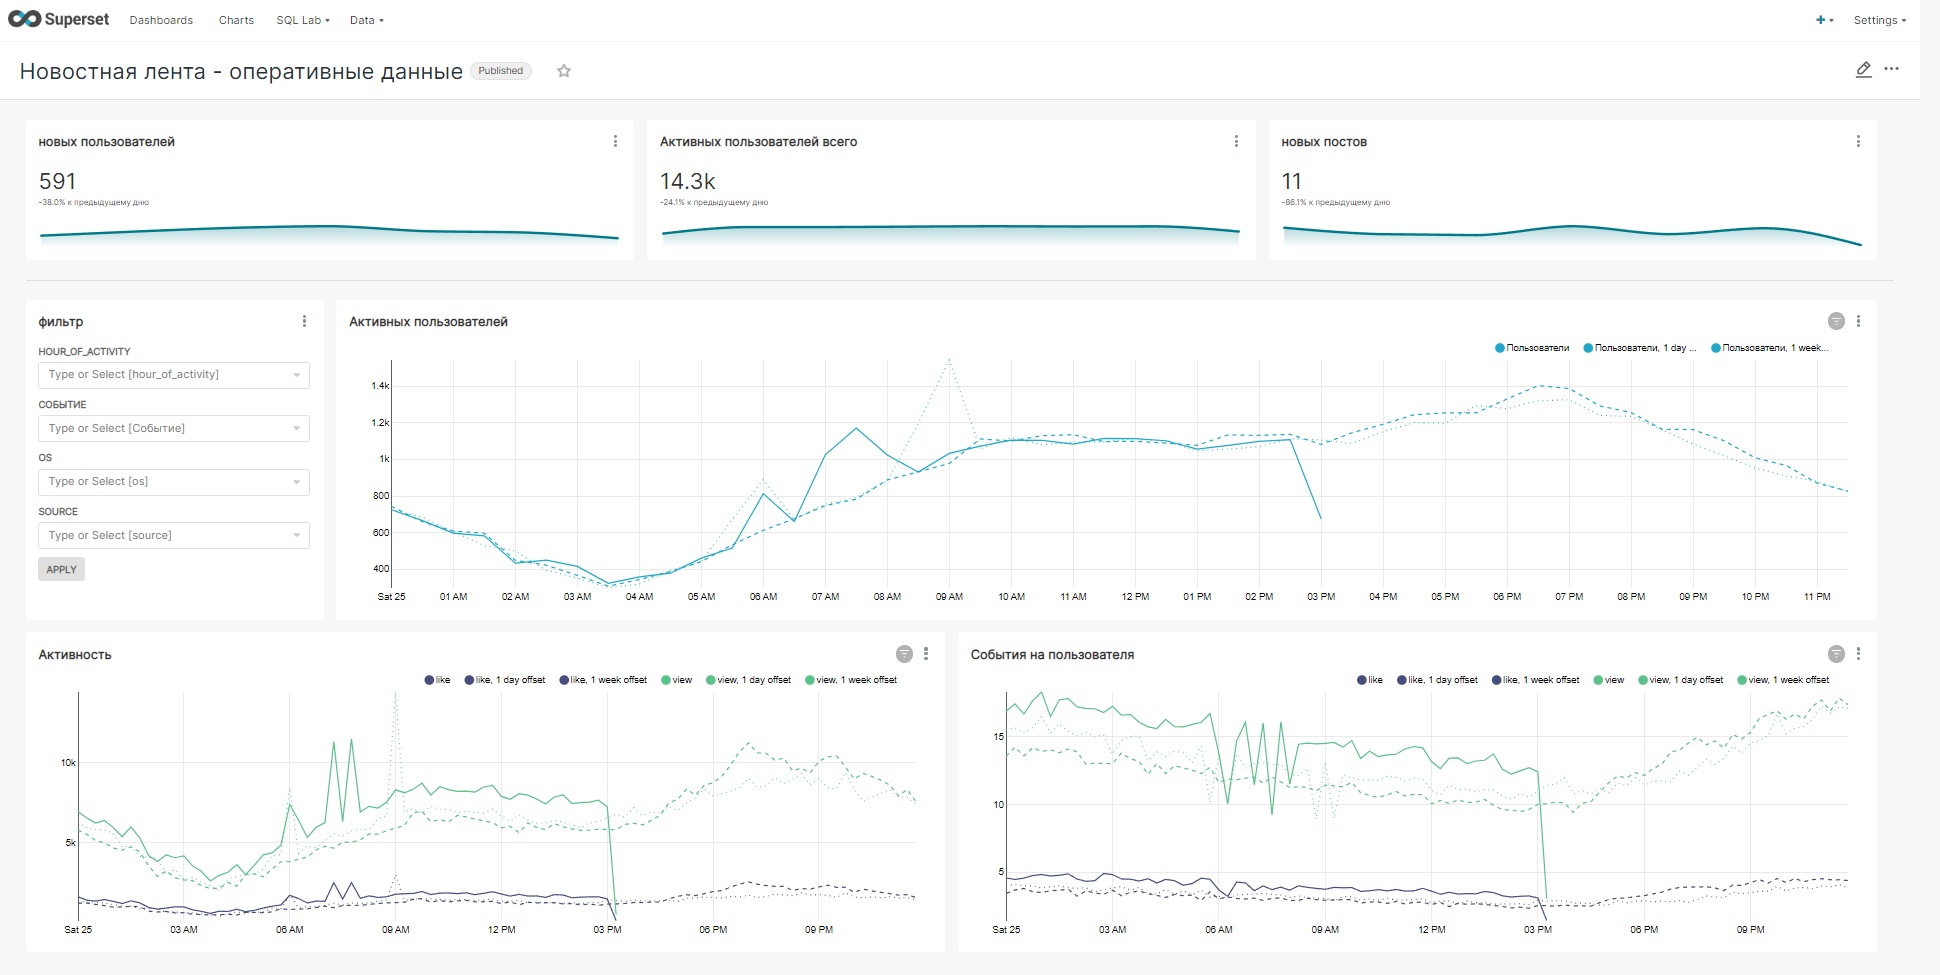 Superset Dashboards Charts SQL Lab Data Settings
Новостная лента - оперативные данные Published
новых пользователей
591
-38.0% к предыдущему дню
Активных пользователей всего
14.3k
-24.1% к предыдущему дню
новых постов
11
-86.1% к предыдущему дню
фильтр
HOUR_OF_ACTIVITY
Type or Select [hour_of_activity]
СОБЫТИЕ
Type or Select [Событие]
OS
Type or Select [os]
SOURCE
Type or Select [source]
APPLY
Активных пользователей
Пользователи Пользователи, 1 day ... Пользователи, 1 week...
1.4k
1.2k
1k
800
600
400
Sat 25 01 AM 02 AM 03 AM 04 AM 05 AM 06 AM 07 AM 08 AM 09 AM 10 AM 11 AM 12 PM 01 PM 02 PM 03 PM 04 PM 05 PM 06 PM 07 PM 08 PM 09 PM 10 PM 11 PM
Активность
like like, 1 day offset like, 1 week offset view view, 1 day offset view, 1 week offset
10k
5k
Sat 25 03 AM 06 AM 09 AM 12 PM 03 PM 06 PM 09 PM
События на пользователя
like like, 1 day offset like, 1 week offset view view, 1 day offset view, 1 week offset
15
10
5
Sat 25 03 AM 06 AM 09 AM 12 PM 03 PM 06 PM 09 PM